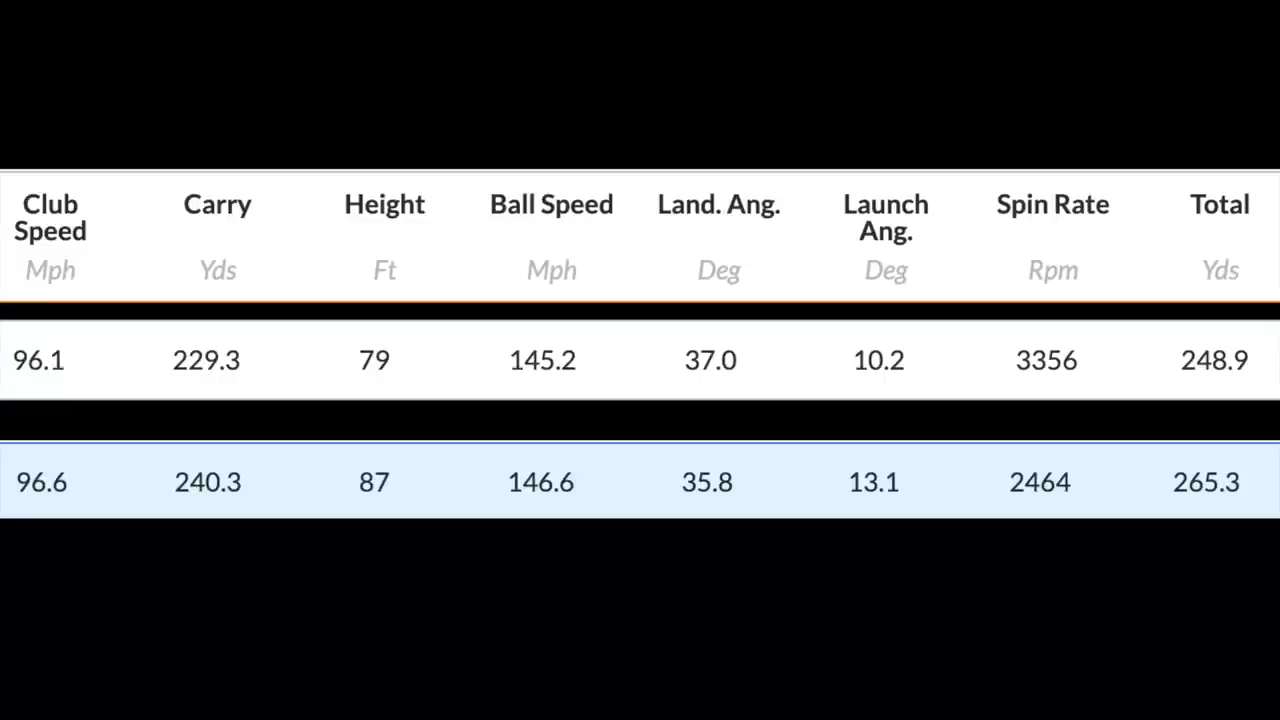 Club Speed Carry Height Ball Speed Land. Ang. Launch Ang. Spin Rate Total
Mph Yds Ft Mph Deg Deg Rpm Yds
96.1 229.3 79 145.2 37.0 10.2 3356 248.9
96.6 240.3 87 146.6 35.8 13.1 2464 265.3